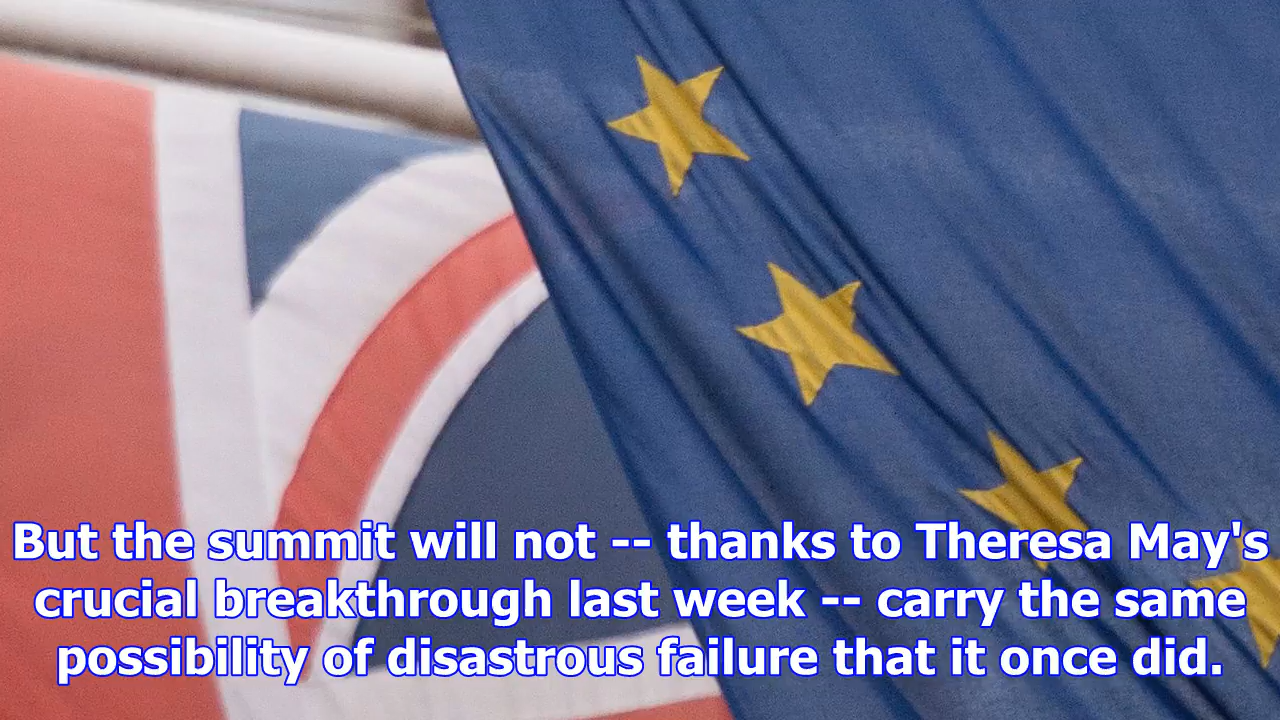 But the summit will not -- thanks to Theresa May's
crucial breakthrough last week -- carry the same
possibility of disastrous failure that it once did.